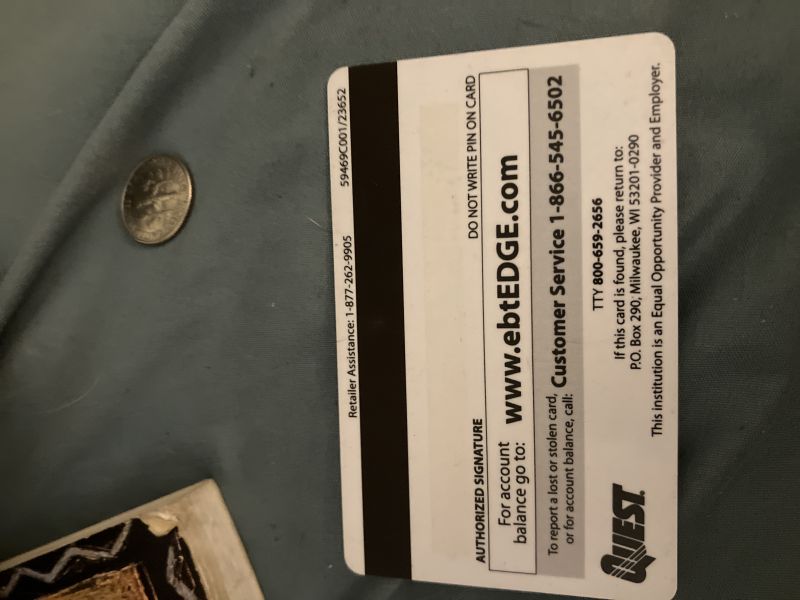 Retailer Assistance: 1-877-262-9905 59469C001/23652
AUTHORIZED SIGNATURE DO NOT WRITE PIN ON CARD
For account
balance go to: www.ebtEDGE.com
To report a lost or stolen card,
or for account balance, call: Customer Service 1-866-545-6502
TTY 800-659-2656
If this card is found, please return to:
P.O. Box 290; Milwaukee, WI 53201-0290
This institution is an Equal Opportunity Provider and Employer.
QUEST.